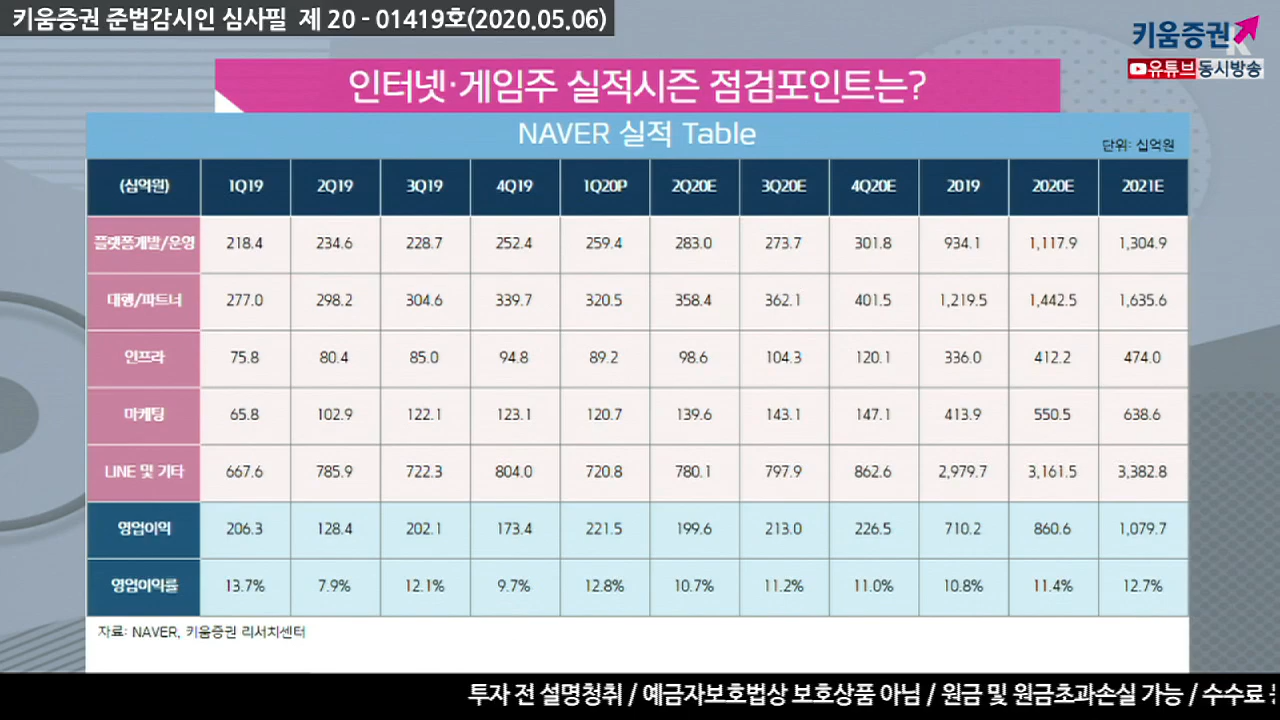 키움증권 준법감시인 심사필 제 20 - 01419호(2020.05.06)
키움증권
유튜브동시방송
인터넷·게임주 실적시즌 점검포인트는?
NAVER 실적 Table
단위: 십억원
(십억원) 1Q19 2Q19 3Q19 4Q19 1Q20P 2Q20E 3Q20E 4Q20E 2019 2020E 2021E
플랫폼개발/운영 218.4 234.6 228.7 252.4 259.4 283.0 273.7 301.8 934.1 1,117.9 1,304.9
대행/파트너 277.0 298.2 304.6 339.7 320.5 358.4 362.1 401.5 1,219.5 1,442.5 1,635.6
인프라 75.8 80.4 85.0 94.8 89.2 98.6 104.3 120.1 336.0 412.2 474.0
마케팅 65.8 102.9 122.1 123.1 120.7 139.6 143.1 147.1 413.9 550.5 638.6
LINE 및 기타 667.6 785.9 722.3 804.0 720.8 780.1 797.9 862.6 2,979.7 3,161.5 3,382.8
영업이익 206.3 128.4 202.1 173.4 221.5 199.6 213.0 226.5 710.2 860.6 1,079.7
영업이익률 13.7% 7.9% 12.1% 9.7% 12.8% 10.7% 11.2% 11.0% 10.8% 11.4% 12.7%
자료: NAVER, 키움증권 리서치센터
투자 전 설명청취 / 예금자보호법상 보호상품 아님 / 원금 및 원금초과손실 가능 / 수수료